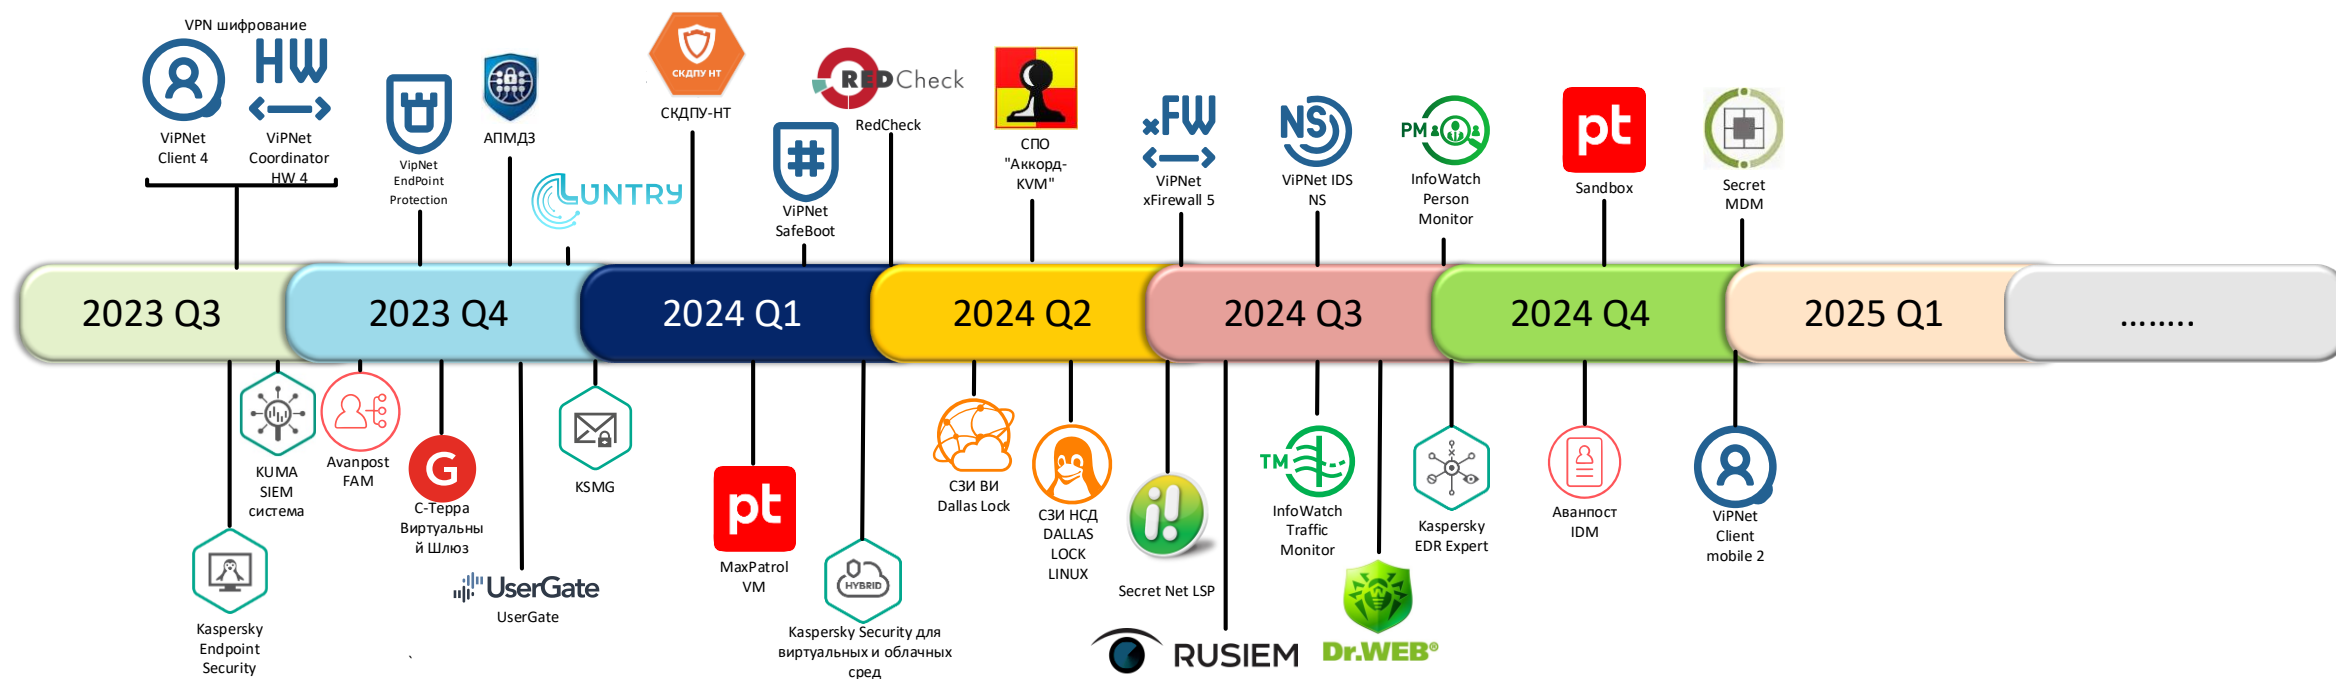 VPN шифрование
HW
ViPNet
Client 4
ViPNet
Coordinator
HW 4
VipNet
EndPoint
Protection
АПМДЗ
LUNTRY
СКДПУ НТ
СКДПУ-НТ
#
ViPNet
SafeBoot
REDCheck
RedCheck
СПО
"Аккорд-
KVM"
xFW
ViPNet
xFirewall 5
NS
ViPNet IDS
NS
PM
InfoWatch
Person
Monitor
pt
Sandbox
Secret
MDM
2023 Q3
2023 Q4
2024 Q1
2024 Q2
2024 Q3
2024 Q4
2025 Q1
........
Kaspersky
Endpoint
Security
KUMA
SIEM
система
Avanpost
FAM
G
С-Терра
Виртуальны
й Шлюз
UserGate
UserGate
KSMG
pt
MaxPatrol
VM
HYBRID
Kaspersky Security для
виртуальных и облачных
сред
СЗИ ВИ
Dallas Lock
СЗИ НСД
DALLAS
LOCK
LINUX
Secret Net LSP
RUSIEM
TM
InfoWatch
Traffic
Monitor
Dr.WEB®
Kaspersky
EDR Expert
Аванпост
IDM
ViPNet
Client
mobile 2